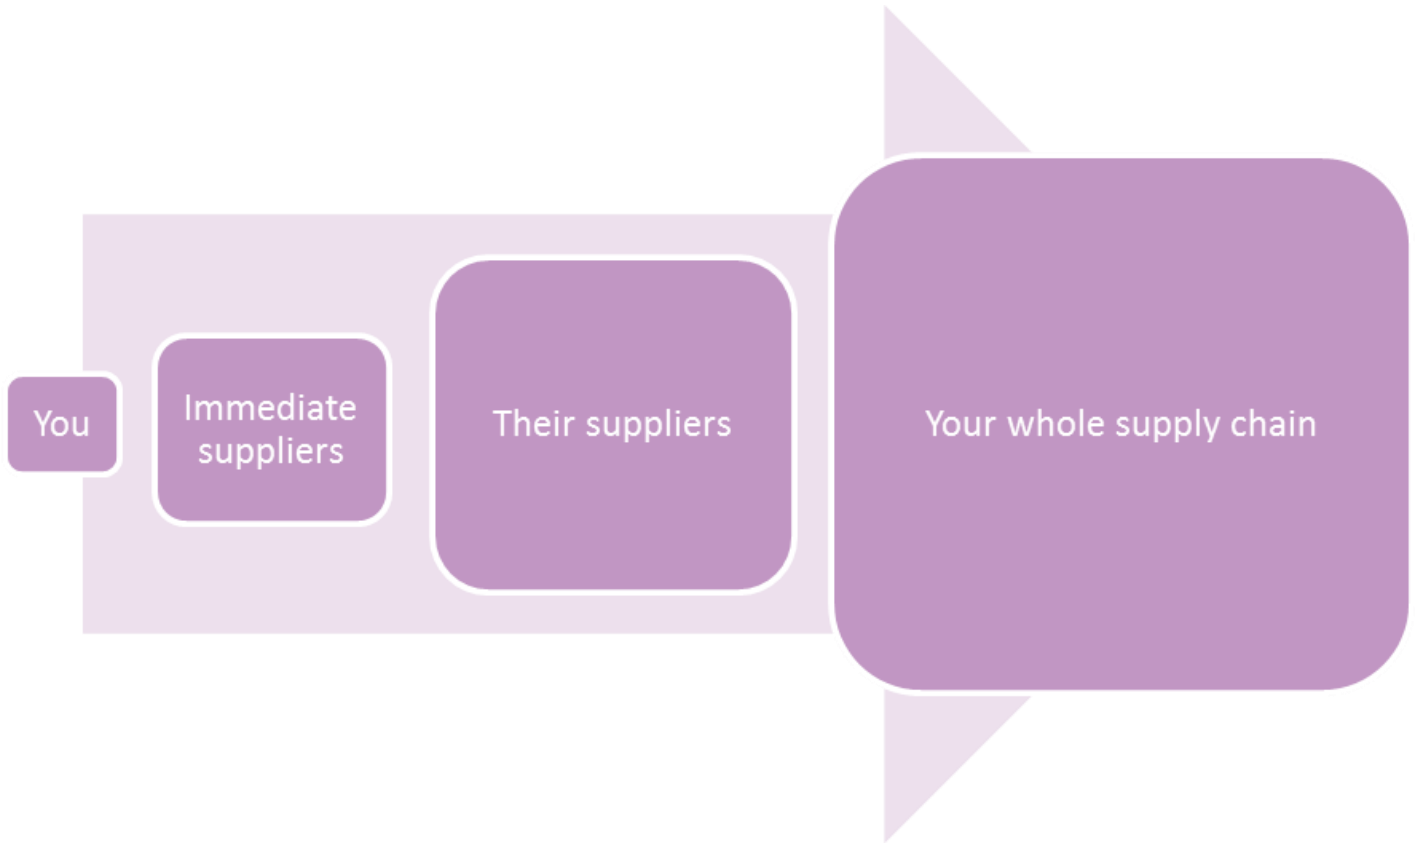 You
Immediate
suppliers
Their suppliers
Your whole supply chain